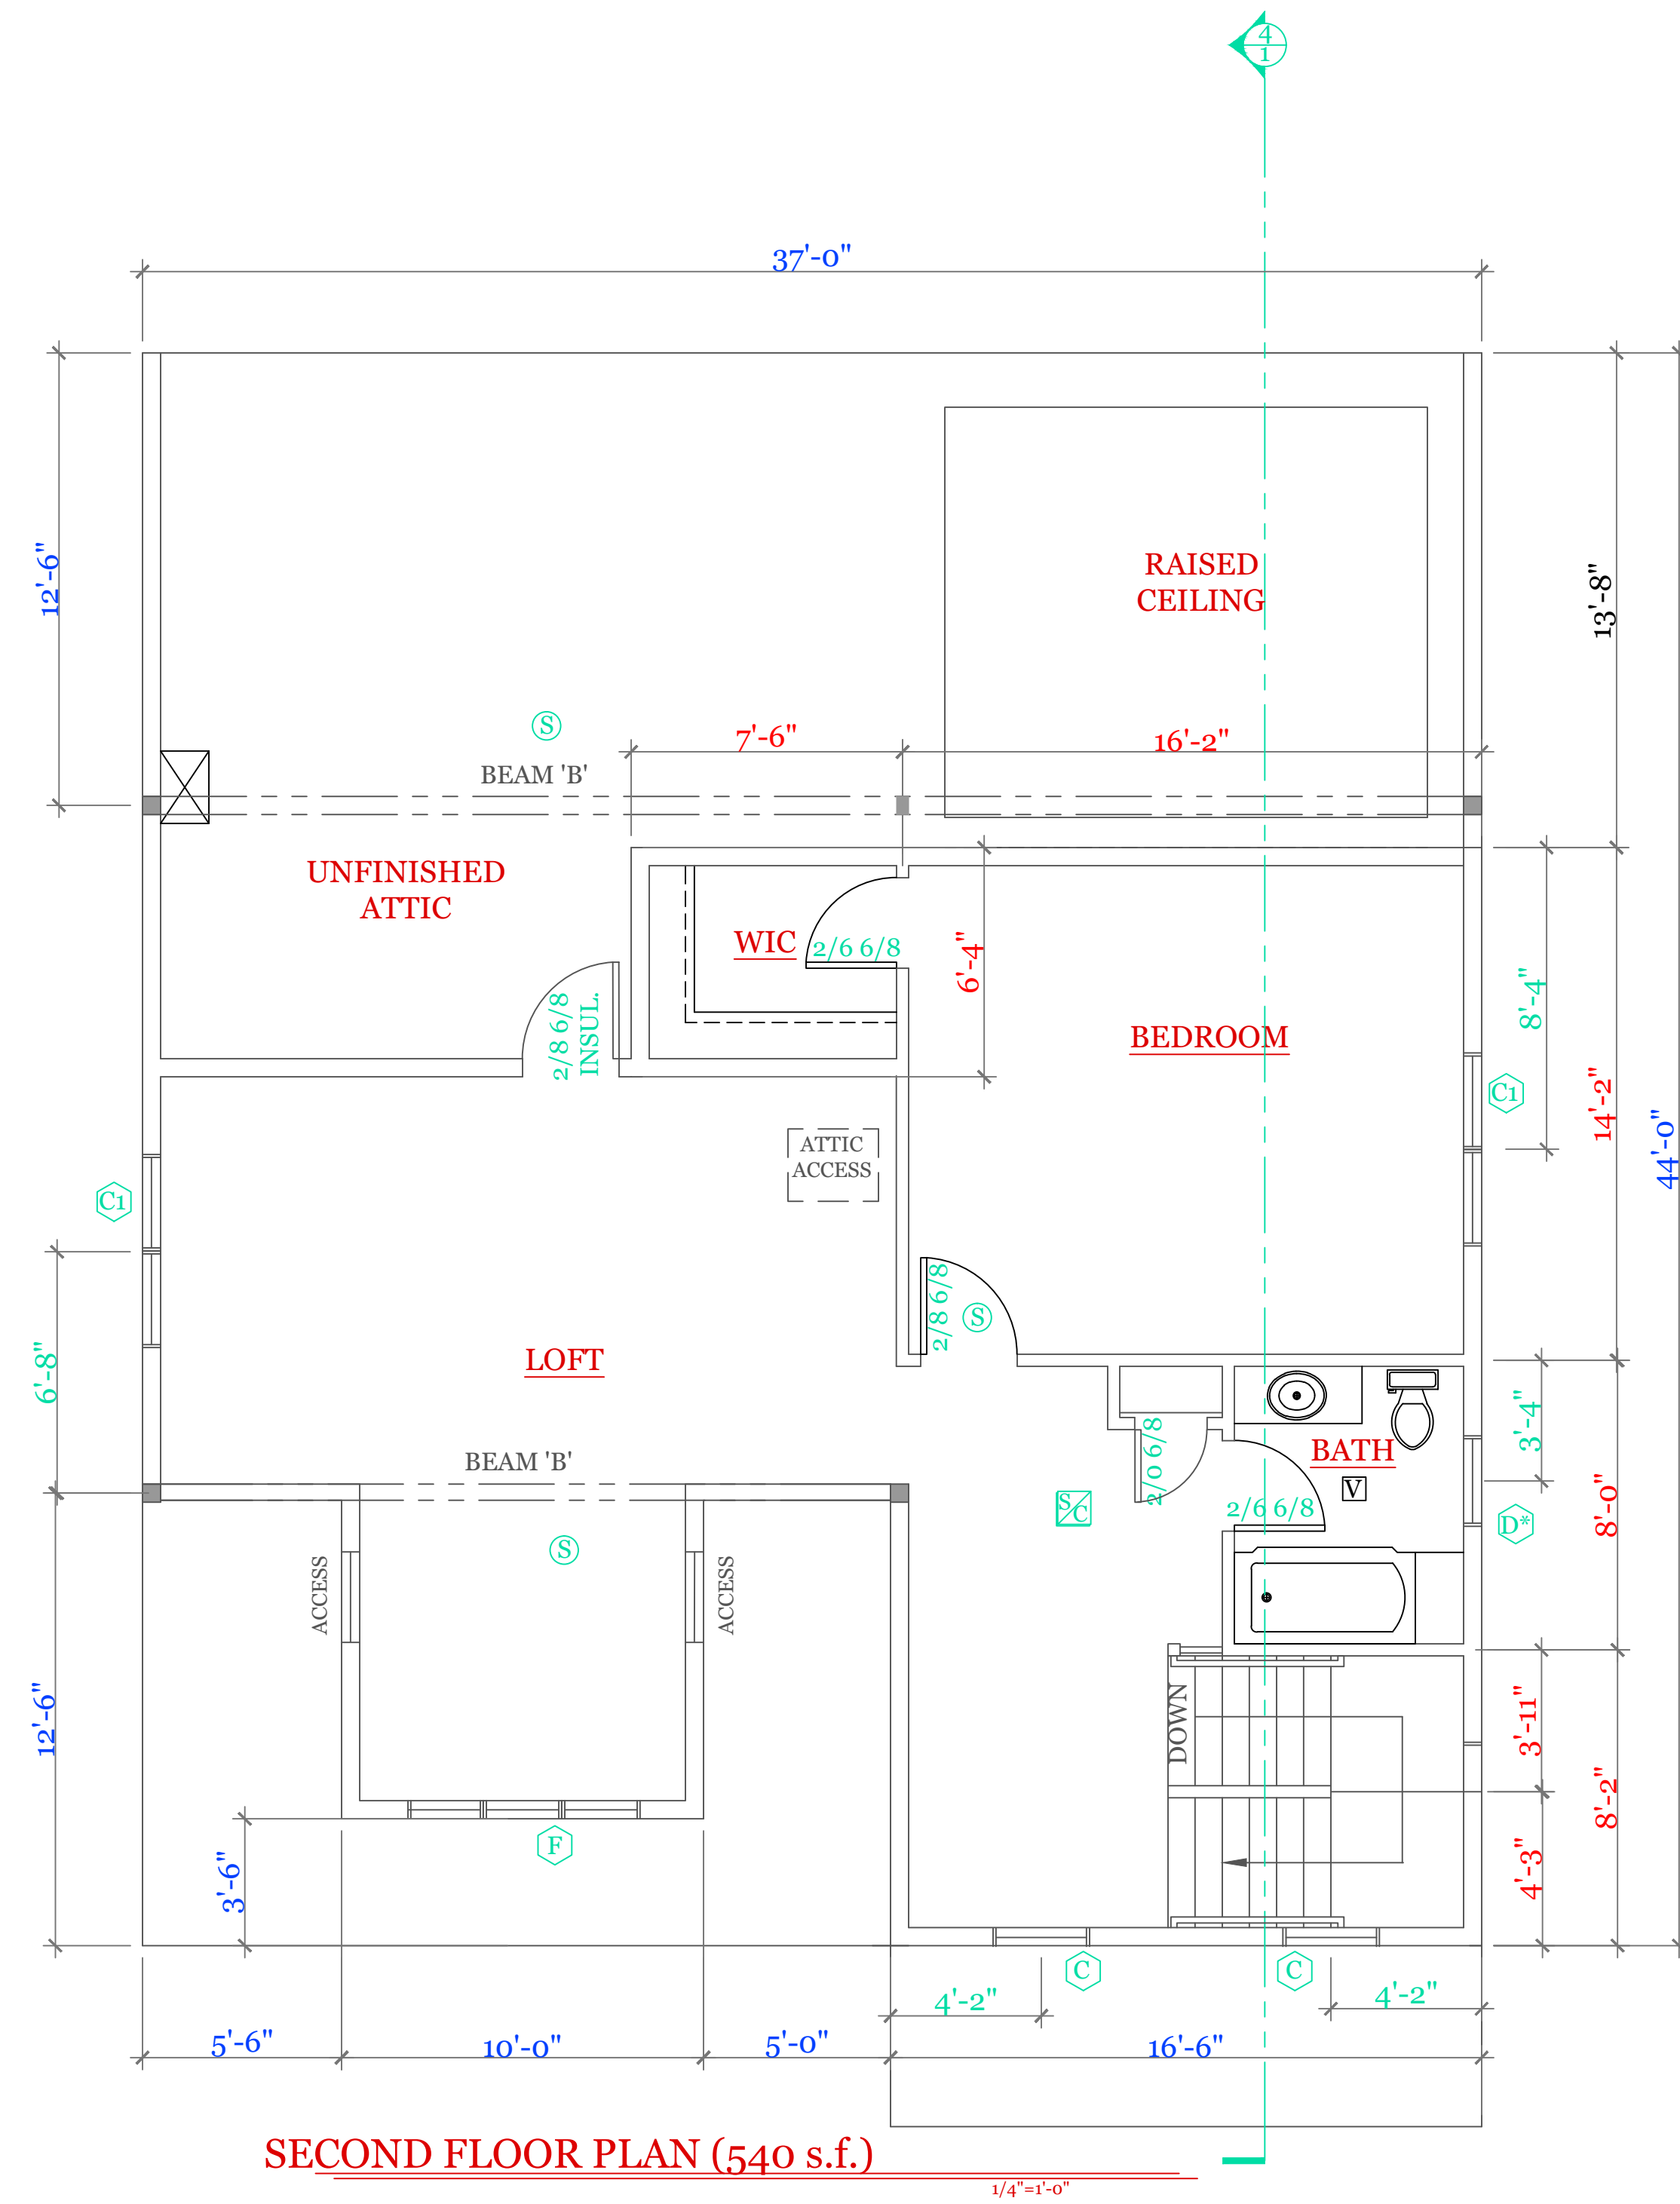 4
1
37'-0"
RAISED
CEILING
12'-6"
13'-8"
S
7'-6"
16'-2"
BEAM 'B'
UNFINISHED
ATTIC
WIC
2/6 6/8
6'-4"
8'-4"
2/8 6/8
INSUL.
BEDROOM
C1
14'-2"
44'-0"
ATTIC
ACCESS
C1
2/8 6/8
S
LOFT
6'-8"
3'-4"
BEAM 'B'
2/0 6/8
BATH
V
S/C
2/6 6/8
D*
8'-0"
S
ACCESS
ACCESS
12'-6"
DOWN
3'-11"
8'-2"
F
3'-6"
4'-3"
C
C
4'-2"
4'-2"
5'-6"
10'-0"
5'-0"
16'-6"
SECOND FLOOR PLAN (540 s.f.)
1/4"=1'-0"